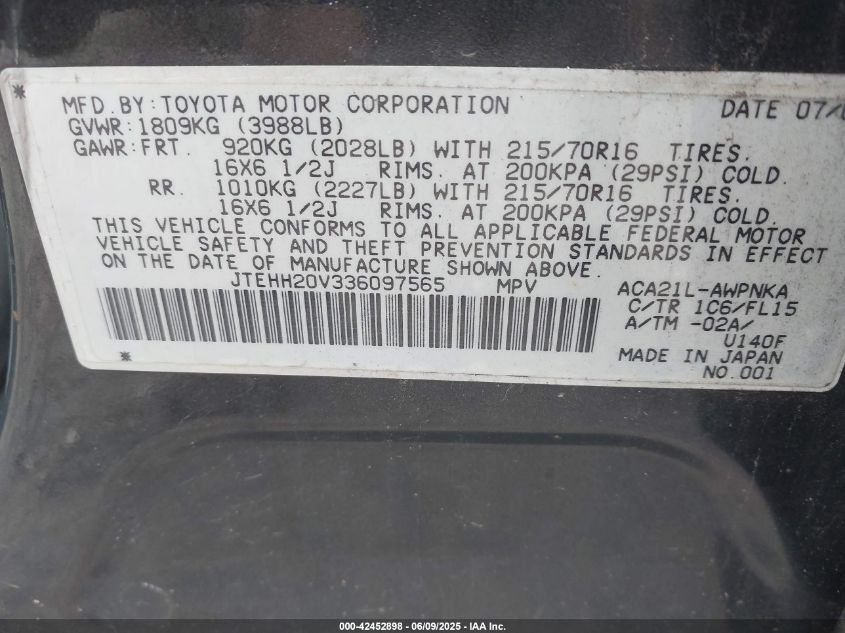 MFD.BY:TOYOTA MOTOR CORPORATION DATE 07/0
GVWR:1809KG (3988LB)
GAWR:FRT. 920KG (2028LB) WITH 215/70R16 TIRES.
16X6 1/2J RIMS. AT 200KPA (29PSI) COLD.
RR. 1010KG (2227LB) WITH 215/70R16 TIRES.
16X6 1/2J RIMS. AT 200KPA (29PSI) COLD.
THIS VEHICLE CONFORMS TO ALL APPLICABLE FEDERAL MOTOR
VEHICLE SAFETY AND THEFT PREVENTION STANDARDS IN EFFECT
ON THE DATE OF MANUFACTURE SHOWN ABOVE.
JTEHH20V336097565 MPV ACA21L-AWPNKA
C/TR 1C6/FL15
A/TM -02A/
U140F
MADE IN JAPAN
NO.001
000-42452898 - 06/09/2025 - IAA Inc.